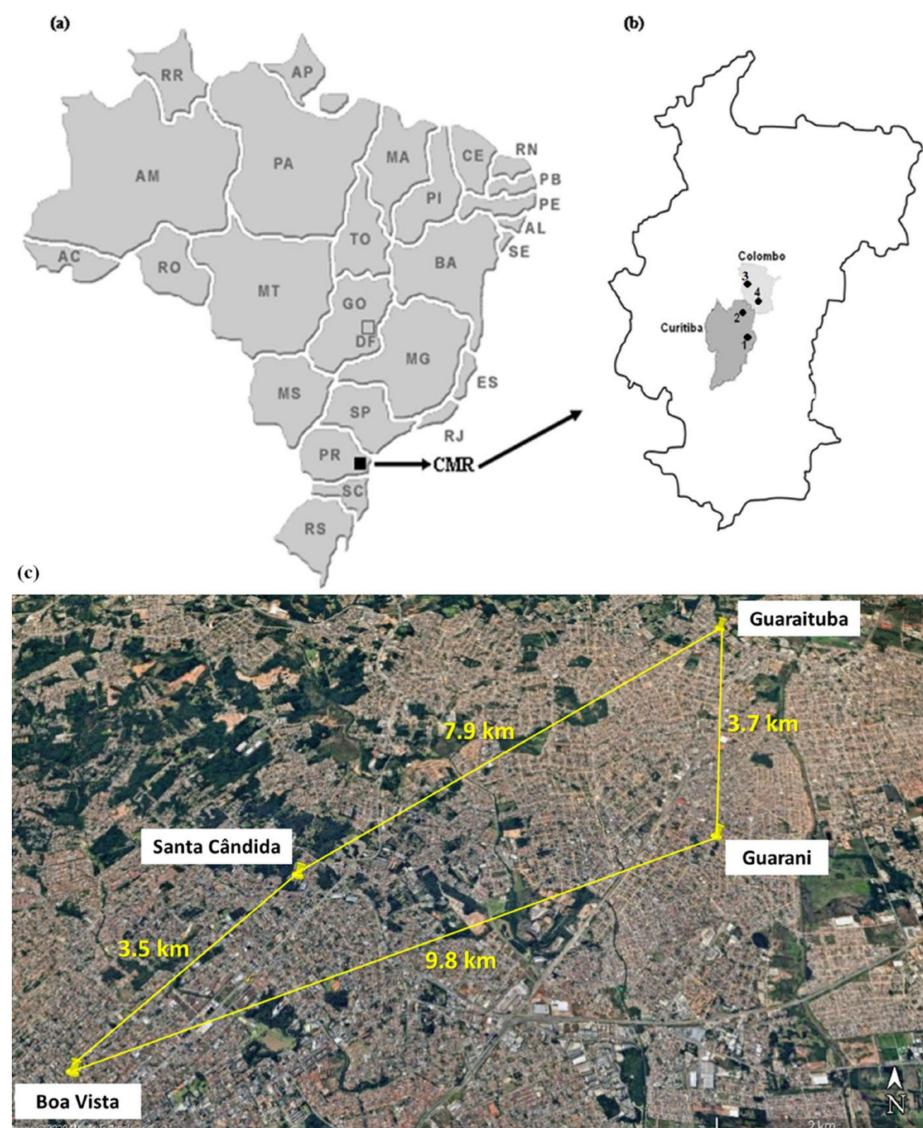 (a)
RR
AP
AM
PA
MA
CE
RN
PB
PI
PE
AL
SE
AC
RO
TO
BA
MT
GO
DF
MG
MS
ES
SP
RJ
PR
CMR
SC
RS
(b)
Colombo
3
4
2
Curitiba
1
(c)
Guaraituba
7.9 km
3.7 km
Santa Cândida
Guarani
3.5 km
9.8 km
Boa Vista
N
2 km